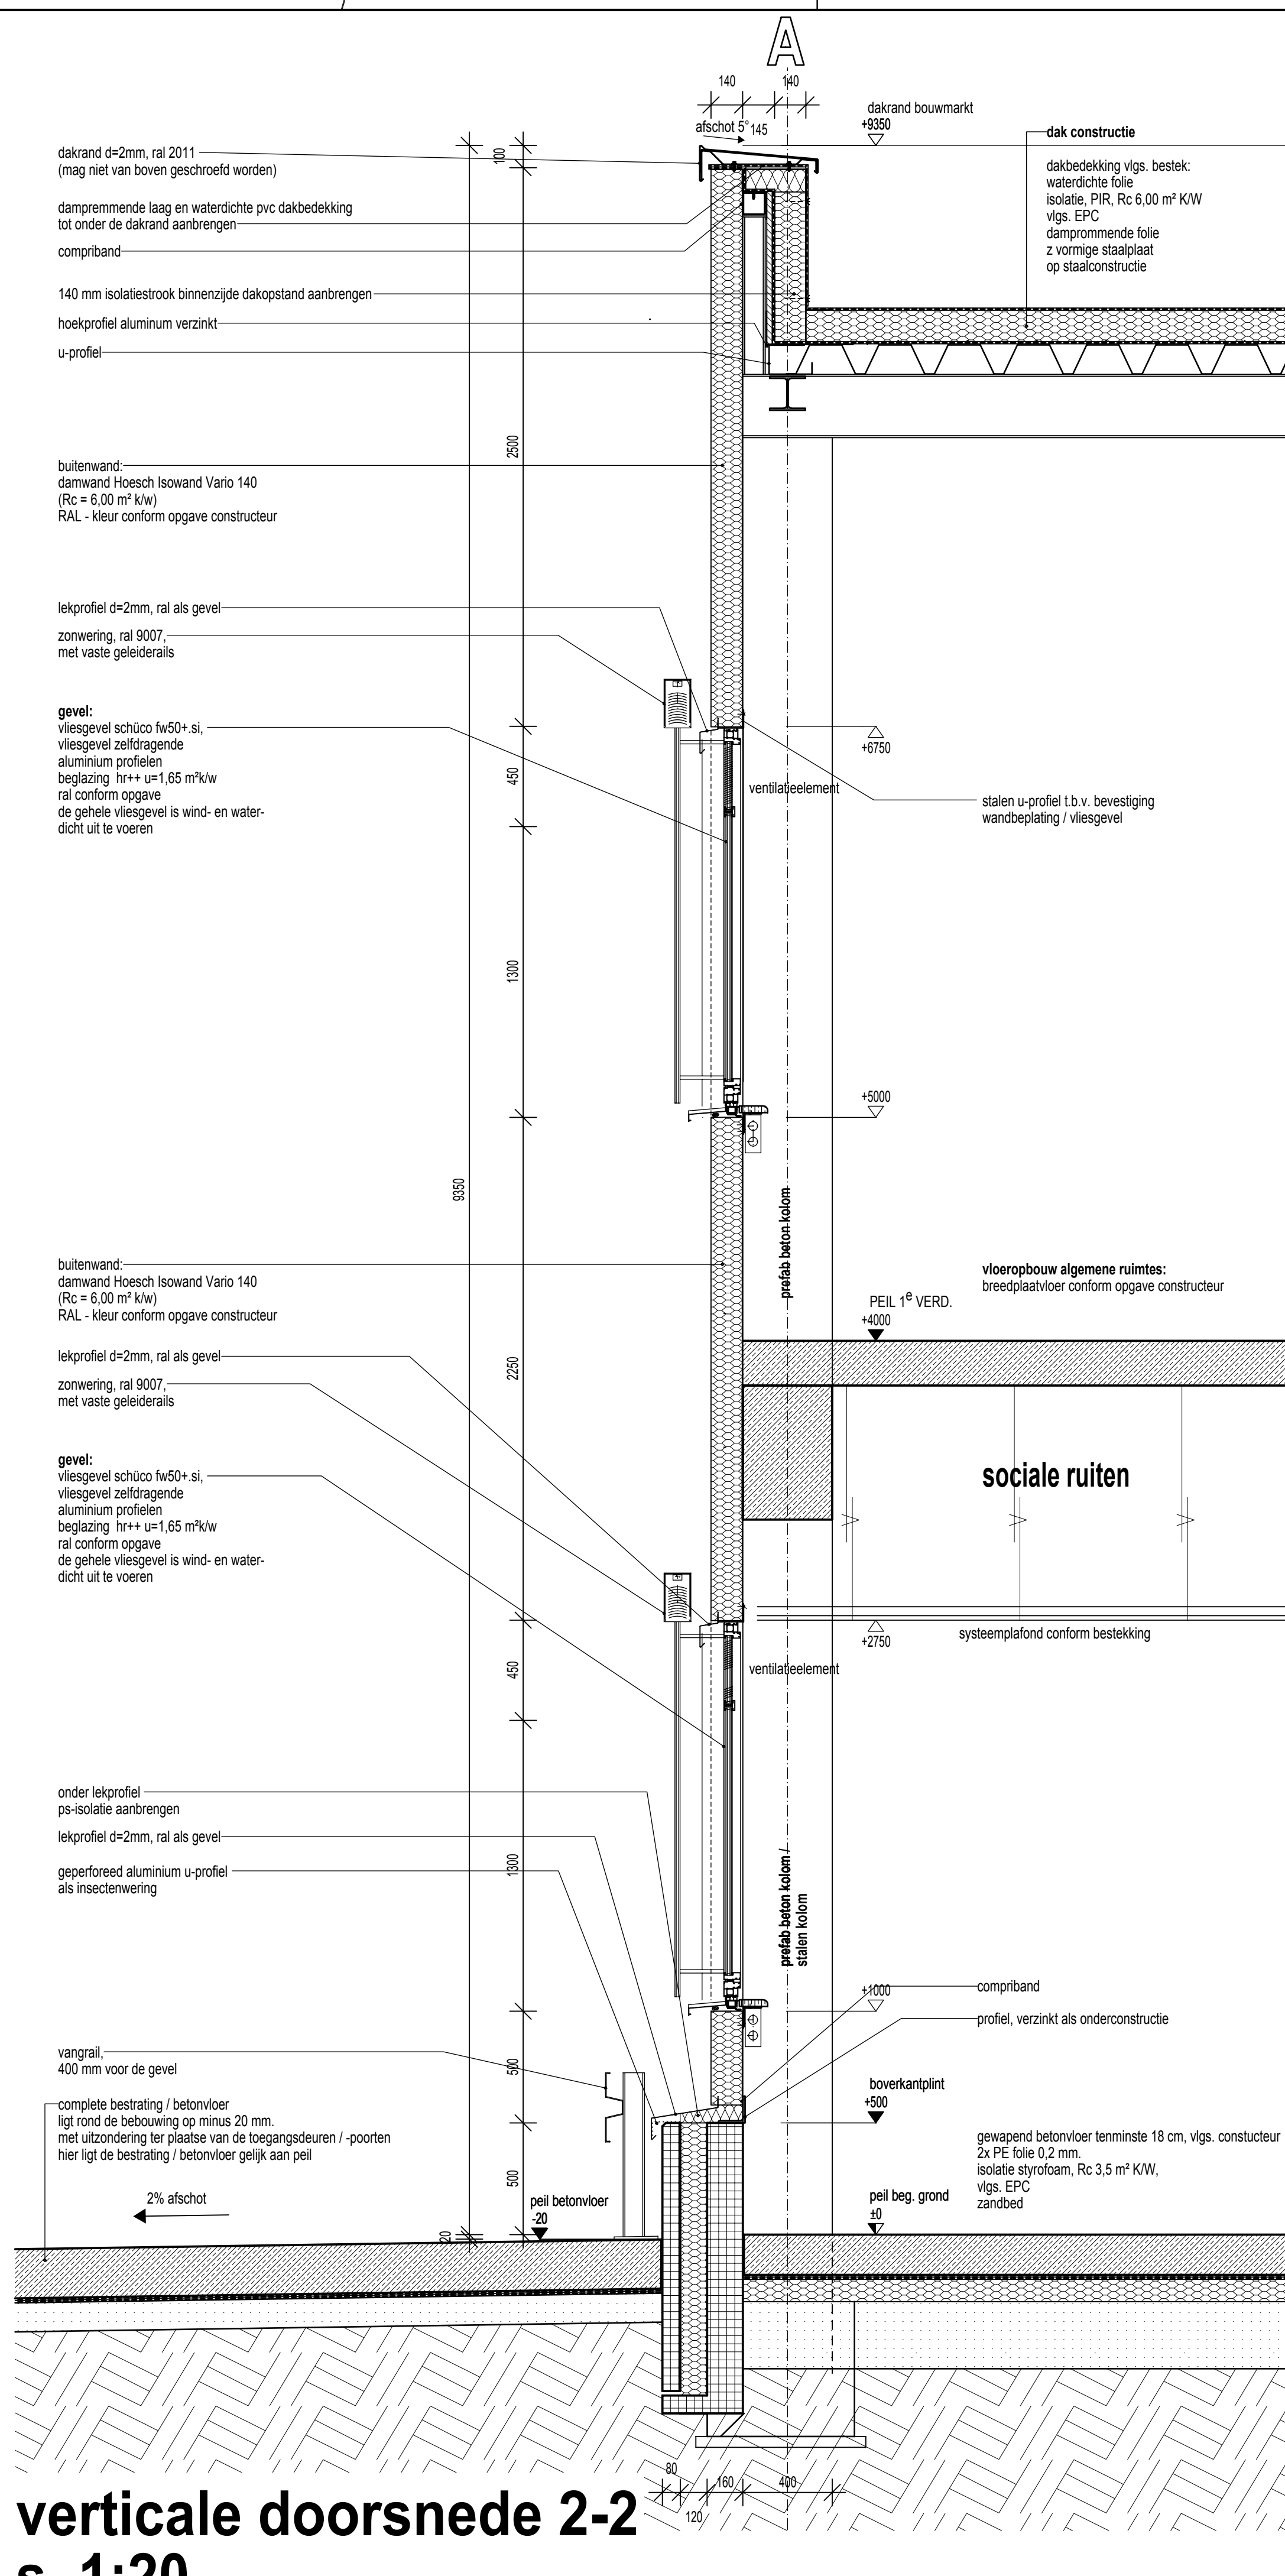 A
140
140
145
afschot 5°
dakrand bouwmarkt
+9350
dak constructie
dakbedekking vlgs. bestek:
waterdichte folie
isolatie, PIR, Rc 6,00 m² K/W
vlgs. EPC
damprommende folie
z vormige staalplaat
op staalconstructie
dakrand d=2mm, ral 2011
(mag niet van boven geschroefd worden)
dampremmende laag en waterdichte pvc dakbedekking
tot onder de dakrand aanbrengen
compriband
140 mm isolatiestrook binnenzijde dakopstand aanbrengen
hoekprofiel aluminum verzinkt
u-profiel
100
2500
buitenwand:
damwand Hoesch Isowand Vario 140
(Rc = 6,00 m² k/w)
RAL - kleur conform opgave constructeur
lekprofiel d=2mm, ral als gevel
zonwering, ral 9007,
met vaste geleiderails
gevel:
vliesgevel schüco fw50+.si,
vliesgevel zelfdragende
aluminium profielen
beglazing hr++ u=1,65 m²k/w
ral conform opgave
de gehele vliesgevel is wind- en water-
dicht uit te voeren
+6750
450
ventilatieelement
stalen u-profiel t.b.v. bevestiging
wandbeplating / vliesgevel
1300
+5000
9350
prefab beton kolom
buitenwand:
damwand Hoesch Isowand Vario 140
(Rc = 6,00 m² k/w)
RAL - kleur conform opgave constructeur
vloeropbouw algemene ruimtes:
breedplaatvloer conform opgave constructeur
PEIL 1e VERD.
+4000
lekprofiel d=2mm, ral als gevel
2250
zonwering, ral 9007,
met vaste geleiderails
gevel:
vliesgevel schüco fw50+.si,
vliesgevel zelfdragende
aluminium profielen
beglazing hr++ u=1,65 m²k/w
ral conform opgave
de gehele vliesgevel is wind- en water-
dicht uit te voeren
sociale ruiten
+2750
systeemplafond conform bestekking
450
ventilatieelement
onder lekprofiel
ps-isolatie aanbrengen
lekprofiel d=2mm, ral als gevel
geperforeed aluminium u-profiel
als insectenwering
1300
prefab beton kolom /
stalen kolom
+1000
compriband
profiel, verzinkt als onderconstructie
vangrail,
400 mm voor de gevel
500
boverkantplint
+500
complete bestrating / betonvloer
ligt rond de bebouwing op minus 20 mm.
met uitzondering ter plaatse van de toegangsdeuren / -poorten
hier ligt de bestrating / betonvloer gelijk aan peil
gewapend betonvloer tenminste 18 cm, vlgs. constucteur
2x PE folie 0,2 mm.
isolatie styrofoam, Rc 3,5 m² K/W,
vlgs. EPC
zandbed
500
2% afschot
peil betonvloer
-20
peil beg. grond
±0
20
80
120
160
400
verticale doorsnede 2-2
s. 1:20